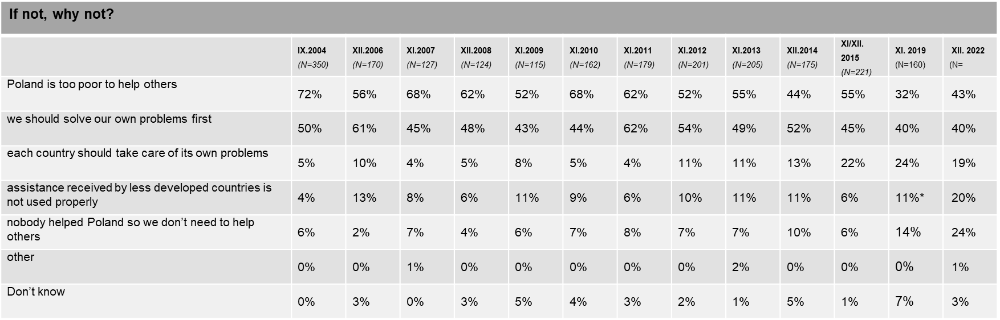 If not, why not?
IX.2004 XII.2006 XI.2007 XII.2008 XI.2009 XI.2010 XI.2011 XI.2012 XI.2013 XII.2014 XI/XII. 2015 XI. 2019 XII. 2022
(N=350) (N=170) (N=127) (N=124) (N=115) (N=162) (N=179) (N=201) (N=205) (N=175) (N=221) (N=160) (N=
Poland is too poor to help others
72% 56% 68% 62% 52% 68% 62% 52% 55% 44% 55% 32% 43%
we should solve our own problems first
50% 61% 45% 48% 43% 44% 62% 54% 49% 52% 45% 40% 40%
each country should take care of its own problems
5% 10% 4% 5% 8% 5% 4% 11% 11% 13% 22% 24% 19%
assistance received by less developed countries is
not used properly
4% 13% 8% 6% 11% 9% 6% 10% 11% 11% 6% 11%* 20%
nobody helped Poland so we don’t need to help
others
6% 2% 7% 4% 6% 7% 8% 7% 7% 10% 6% 14% 24%
other
0% 0% 1% 0% 0% 0% 0% 0% 2% 0% 0% 0% 1%
Don’t know
0% 3% 0% 3% 5% 4% 3% 2% 1% 5% 1% 7% 3%